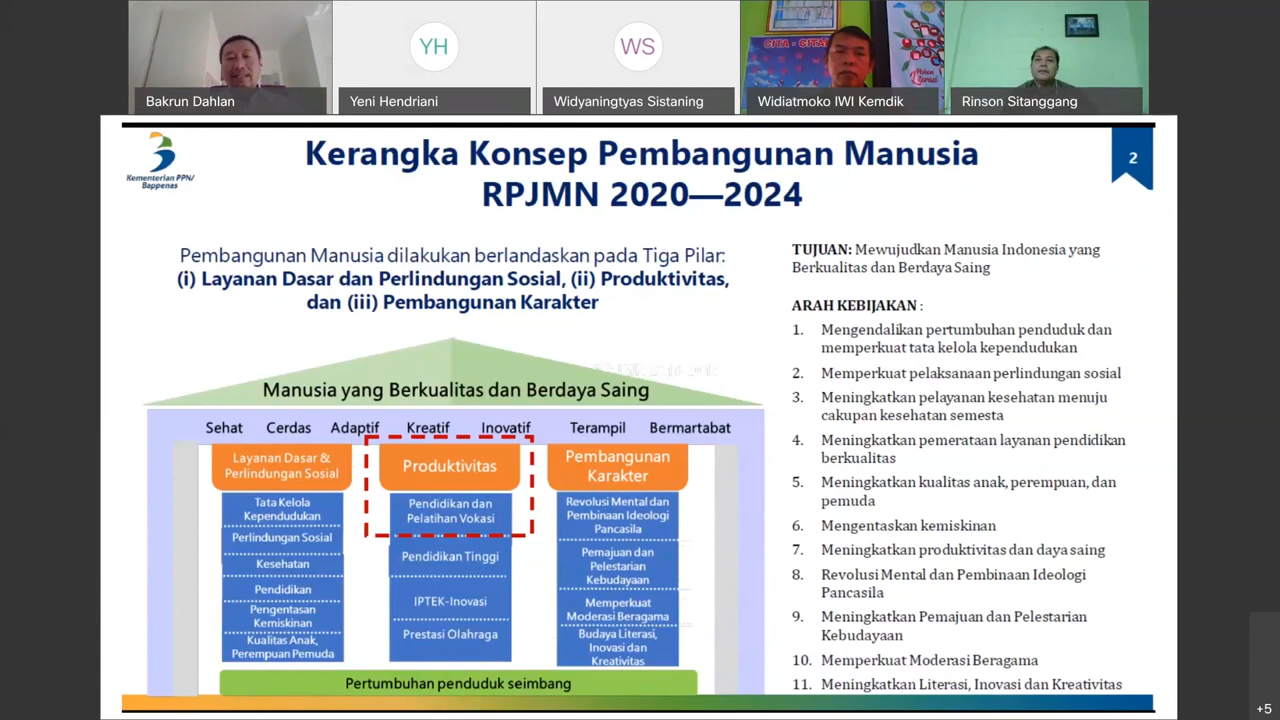 CITA - CITA
YH
WS
Bakrun Dahlan
Yeni Hendriani
Widyaningtyas Sistaning
Widiatmoko IWI Kemdik
Rinson Sitanggang
Kementerian PPN/
Bappenas
Kerangka Konsep Pembangunan Manusia
RPJMN 2020—2024
2
Pembangunan Manusia dilakukan berlandaskan pada Tiga Pilar:
(i) Layanan Dasar dan Perlindungan Sosial, (ii) Produktivitas,
dan (iii) Pembangunan Karakter
Manusia yang Berkualitas dan Berdaya Saing
Sehat Cerdas Adaptif Kreatif Inovatif Terampil Bermartabat
Layanan Dasar &
Perlindungan Sosial
Tata Kelola
Kependudukan
Perlindungan Sosial
Kesehatan
Pendidikan
Pengentasan
Kemiskinan
Kualitas Anak,
Perempuan Pemuda
Produktivitas
Pendidikan dan
Pelatihan Vokasi
Pendidikan Tinggi
IPTEK-Inovasi
Prestasi Olahraga
Pembangunan
Karakter
Revolusi Mental dan
Pembinaan Ideologi
Pancasila
Pemajuan dan
Pelestarian
Kebudayaan
Memperkuat
Moderasi Beragama
Budaya Literasi,
Inovasi dan
Kreativitas
Pertumbuhan penduduk seimbang
TUJUAN: Mewujudkan Manusia Indonesia yang
Berkualitas dan Berdaya Saing
ARAH KEBIJAKAN :
1. Mengendalikan pertumbuhan penduduk dan
memperkuat tata kelola kependudukan
2. Memperkuat pelaksanaan perlindungan sosial
3. Meningkatkan pelayanan kesehatan menuju
cakupan kesehatan semesta
4. Meningkatkan pemerataan layanan pendidikan
berkualitas
5. Meningkatkan kualitas anak, perempuan, dan
pemuda
6. Mengentaskan kemiskinan
7. Meningkatkan produktivitas dan daya saing
8. Revolusi Mental dan Pembinaan Ideologi
Pancasila
9. Meningkatkan Pemajuan dan Pelestarian
Kebudayaan
10. Memperkuat Moderasi Beragama
11. Meningkatkan Literasi, Inovasi dan Kreativitas
+5